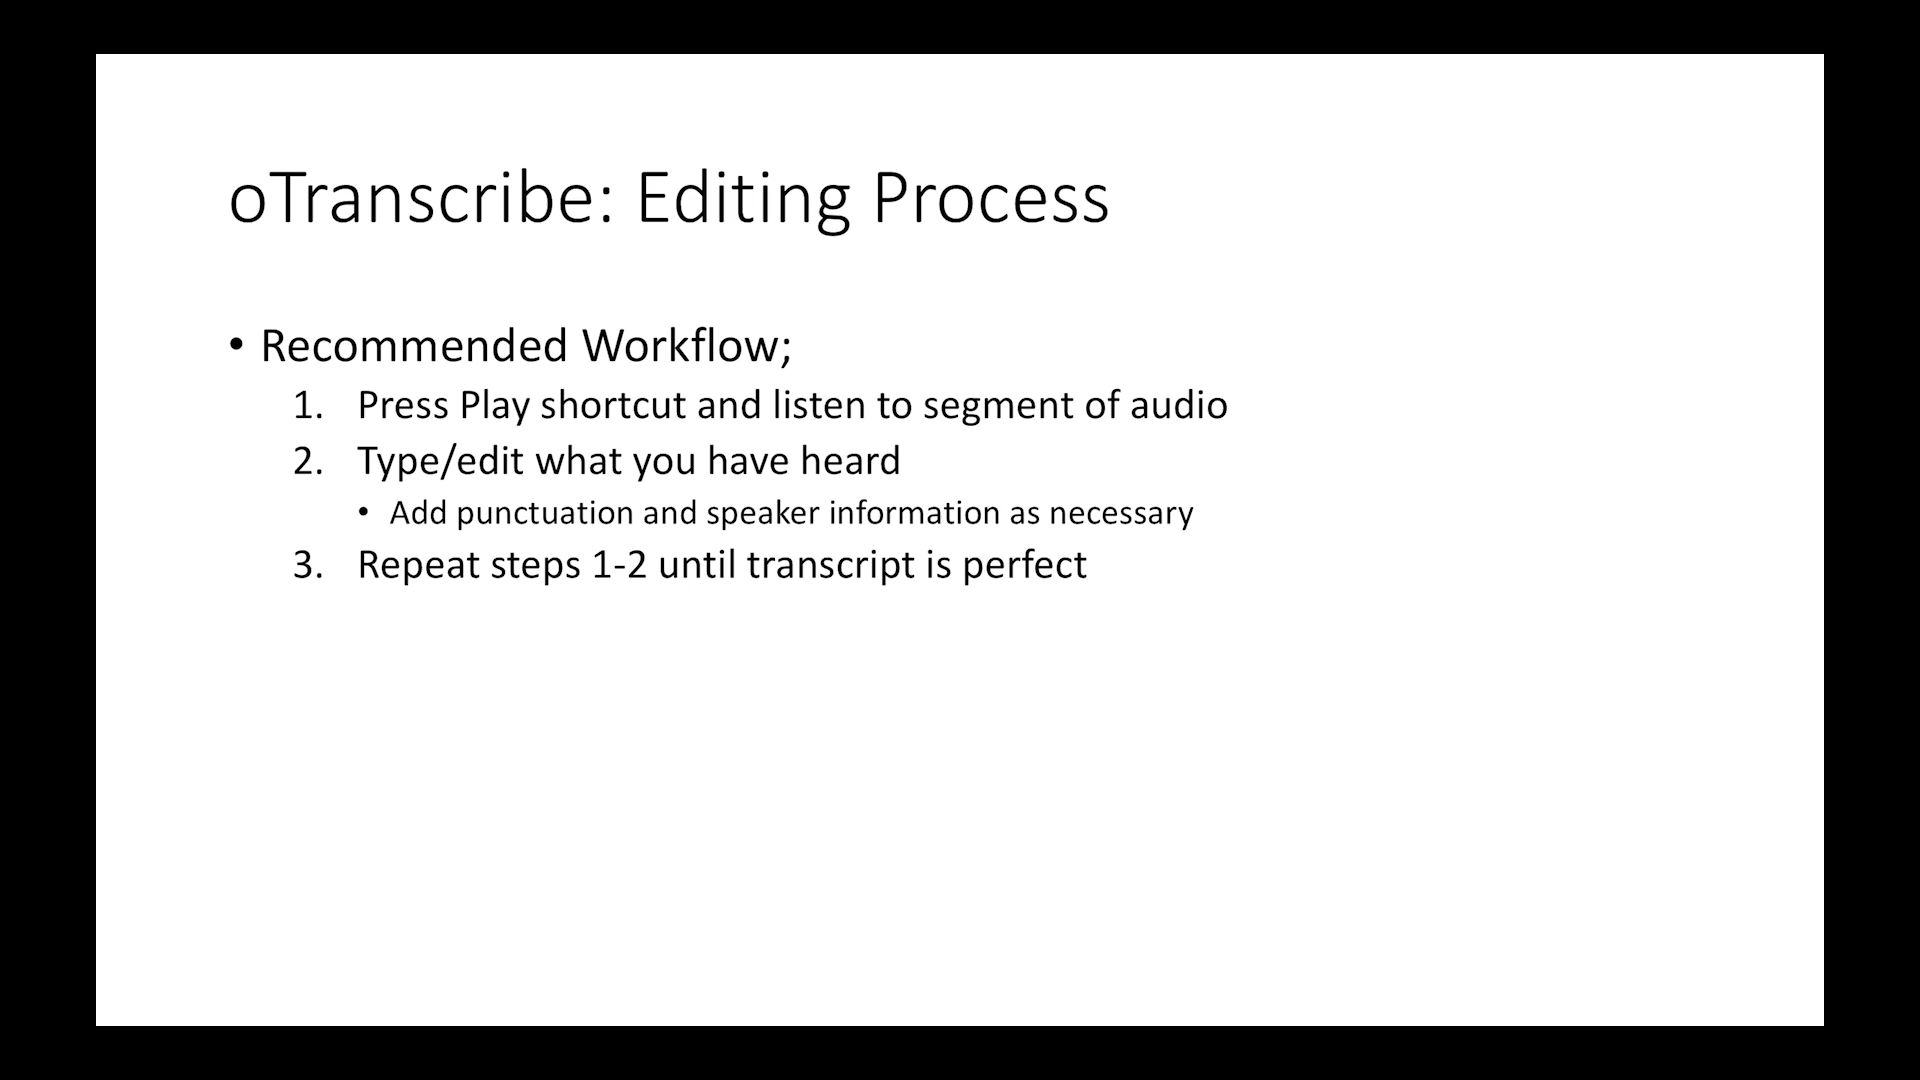 oTranscribe: Editing Process
• Recommended Workflow;
1. Press Play shortcut and listen to segment of audio
2. Type/edit what you have heard
• Add punctuation and speaker information as necessary
3. Repeat steps 1-2 until transcript is perfect